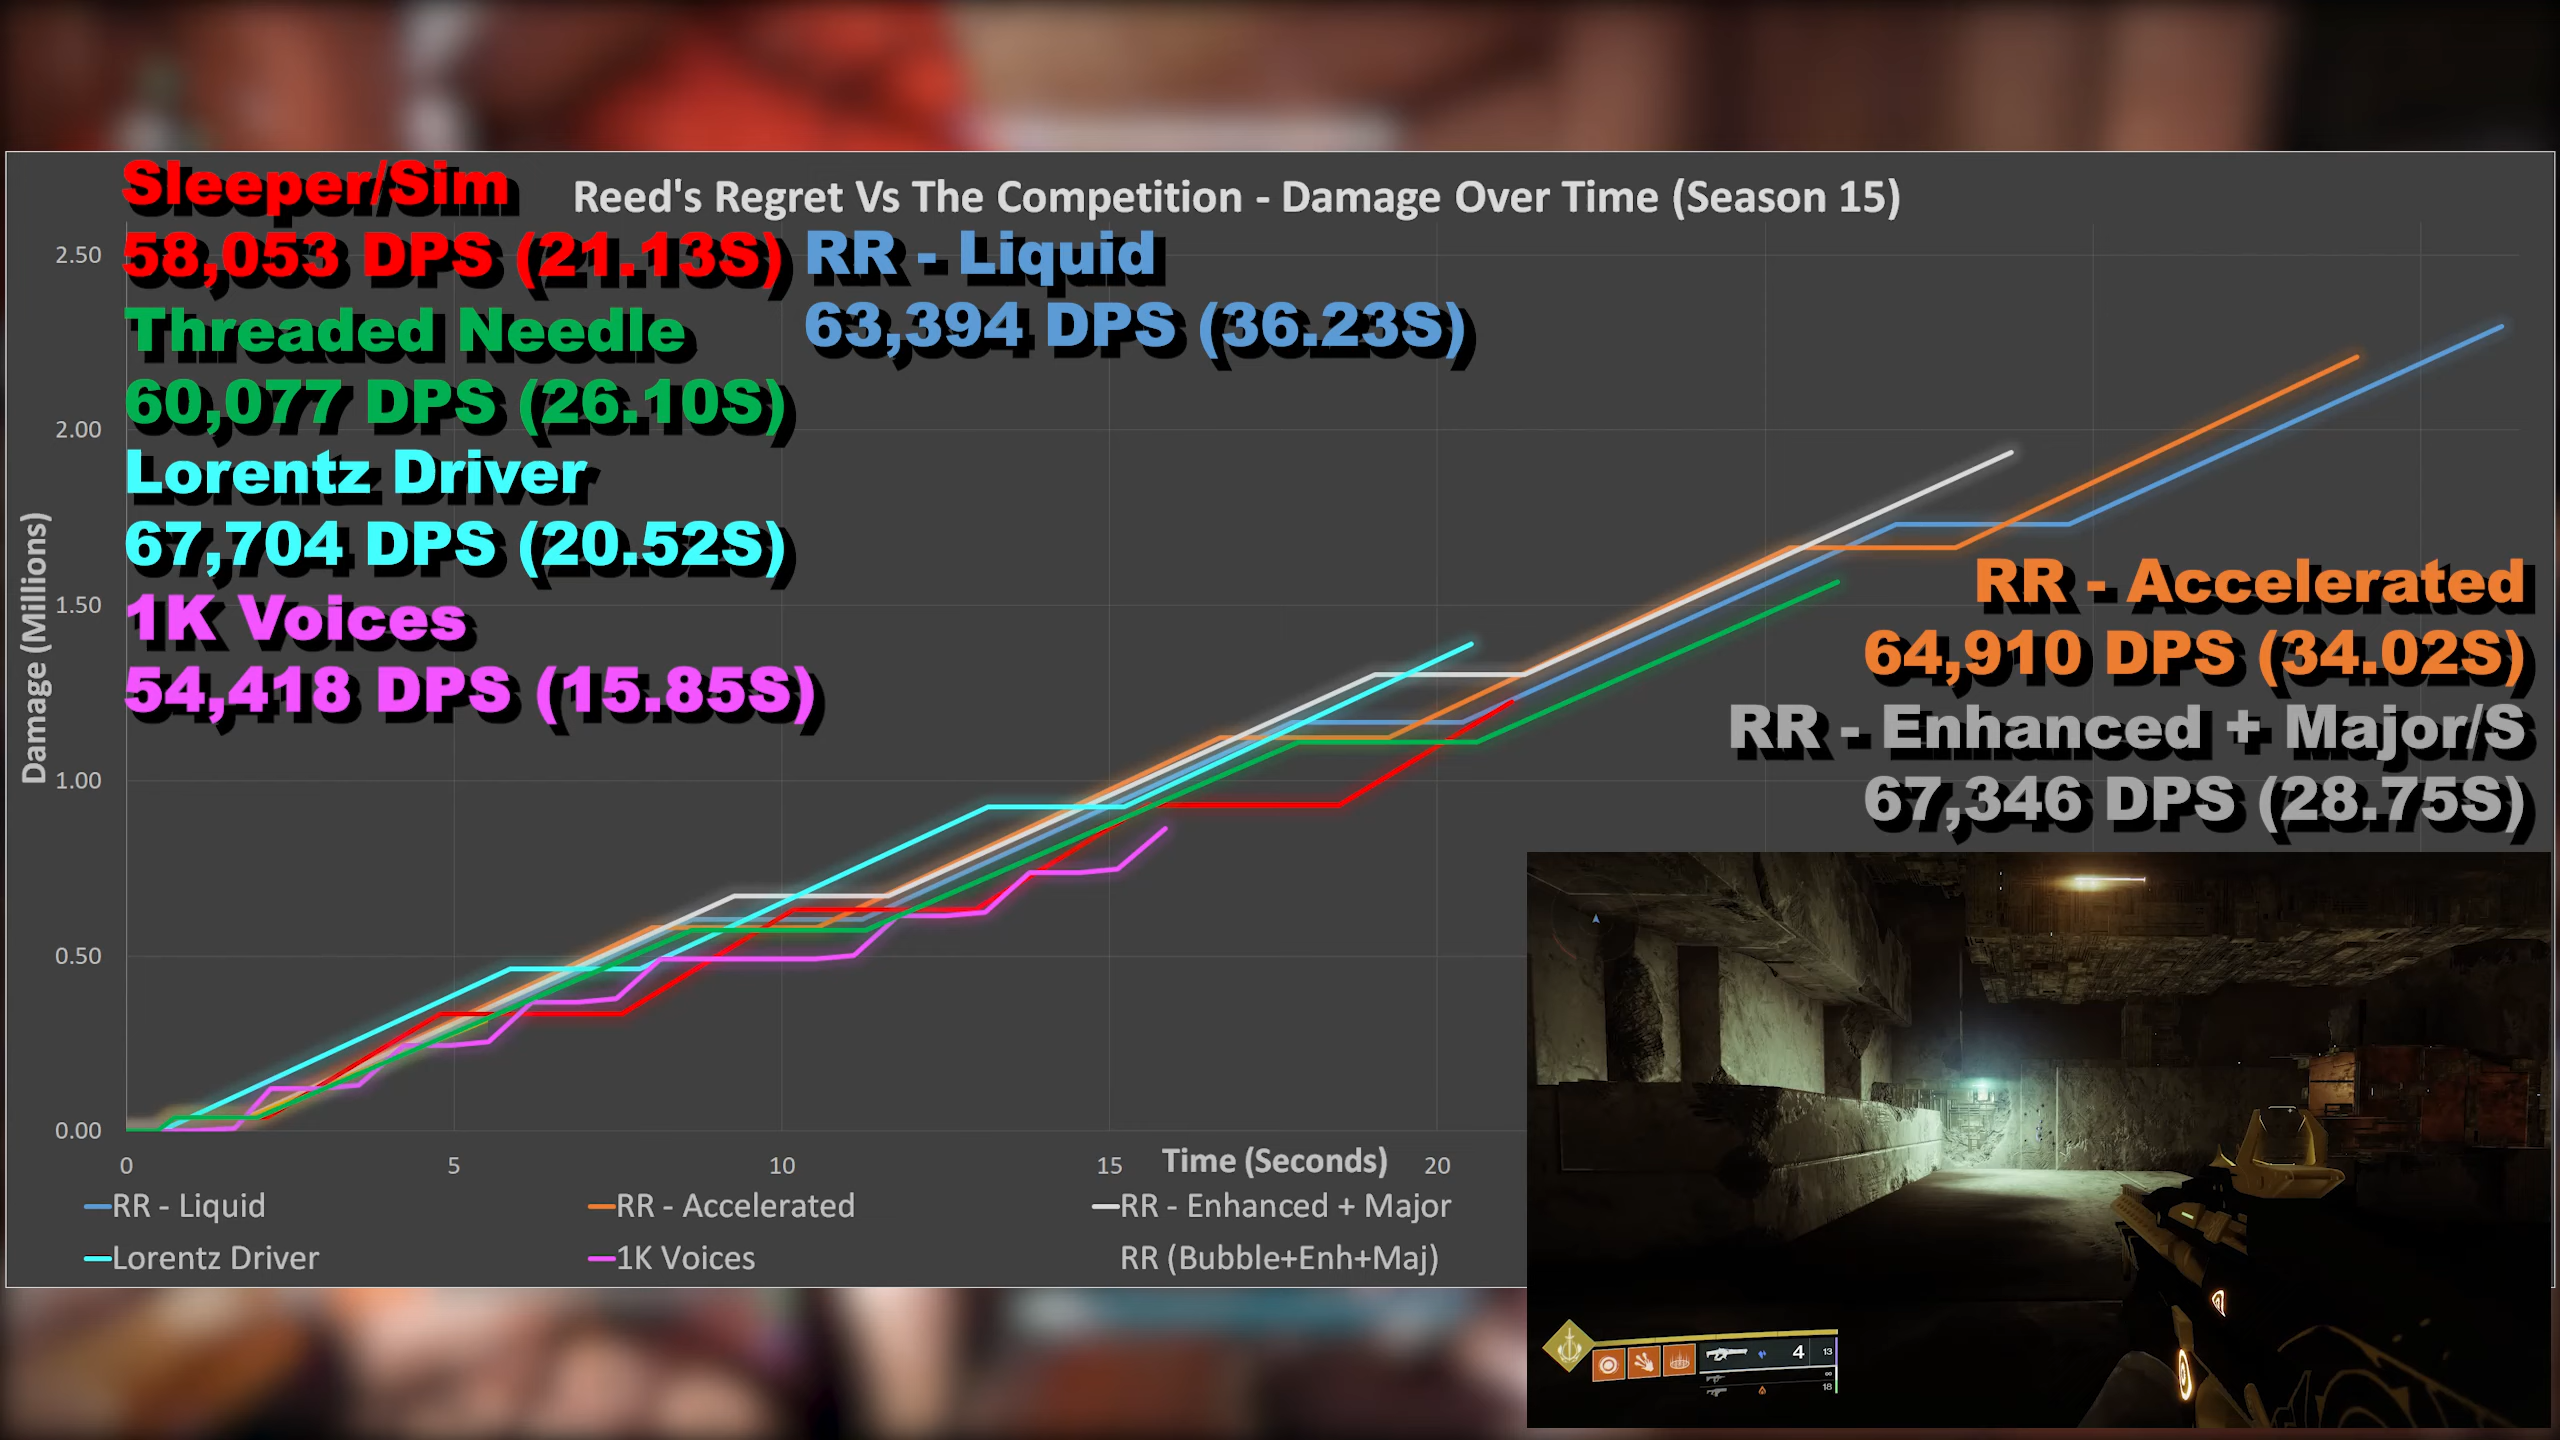 Reed's Regret Vs The Competition - Damage Over Time (Season 15)
Sleeper/Sim
58,053 DPS (21.13S)
Threaded Needle
60,077 DPS (26.10S)
Lorentz Driver
67,704 DPS (20.52S)
1K Voices
54,418 DPS (15.85S)
RR - Liquid
63,394 DPS (36.23S)
RR - Accelerated
64,910 DPS (34.02S)
RR - Enhanced + Major/S
67,346 DPS (28.75S)
Damage (Millions)
2.50
2.00
1.50
1.00
0.50
0.00
0 5 10 15 20
Time (Seconds)
RR - Liquid
RR - Accelerated
RR - Enhanced + Major
Lorentz Driver
1K Voices
RR (Bubble+Enh+Maj)
4 13
∞
18